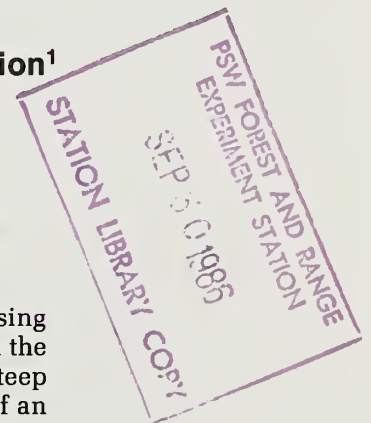 ion¹
PSW FOREST AND RANGE
EXPERIMENT STATION
SEP 30 1986
STATION LIBRARY COPY
sing
the
teep
f an